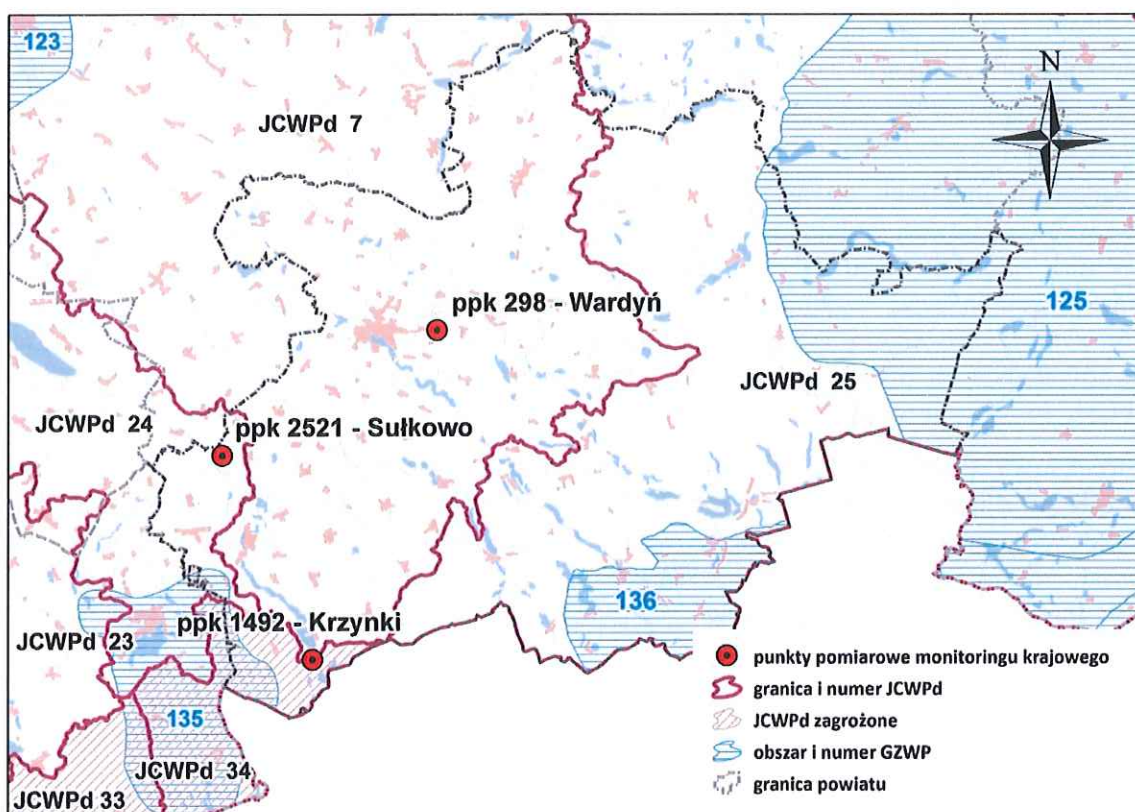 123
JCWPd 7
N
ppk 298 - Wardyń
125
JCWPd 25
JCWPd 24
ppk 2521 - Sułkowo
136
ppk 1492 - Krzynki
JCWPd 23
135
JCWPd 34
JCWPd 33
punkty pomiarowe monitoringu krajowego
granica i numer JCWPd
JCWPd zagrożone
obszar i numer GZWP
granica powiatu